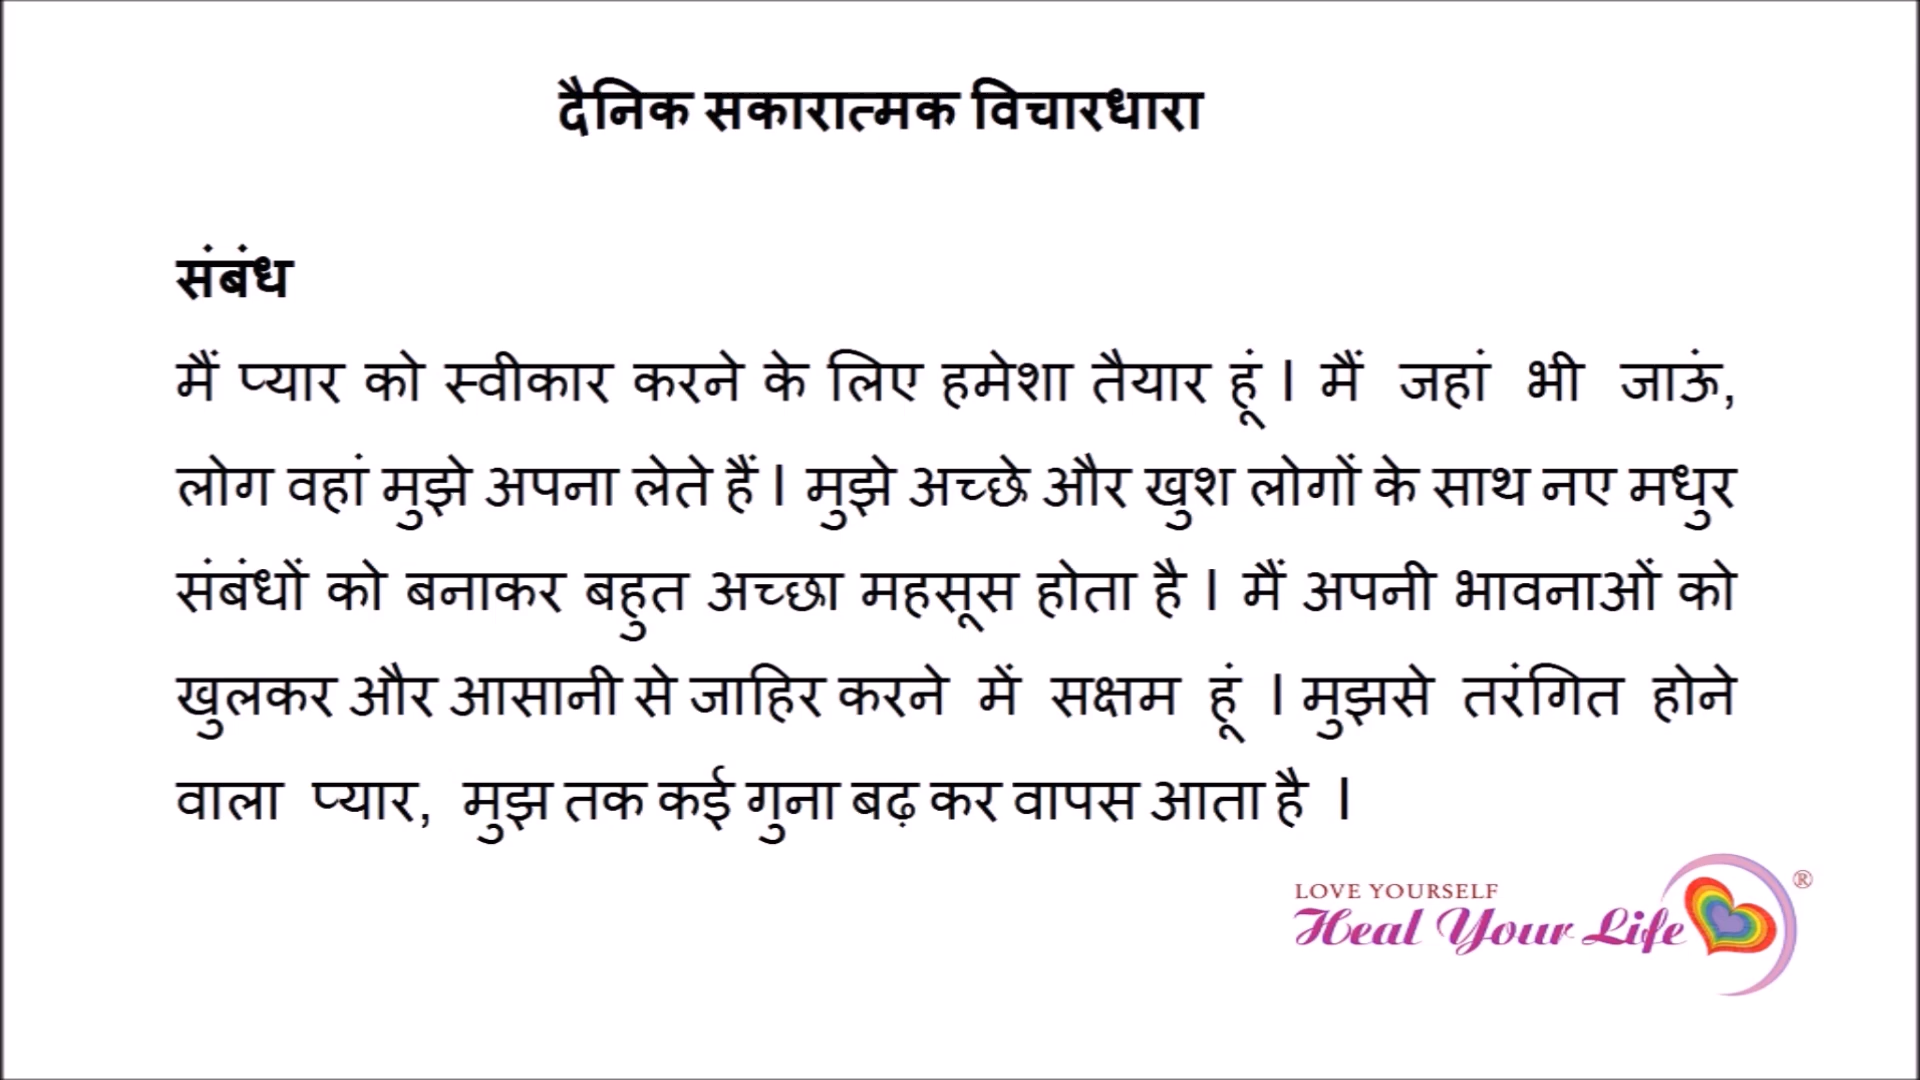 दैनिक सकारात्मक विचारधारा
संबंध
मैं प्यार को स्वीकार करने के लिए हमेशा तैयार हूं । मैं जहां भी जाऊं,
लोग वहां मुझे अपना लेते हैं । मुझे अच्छे और खुश लोगों के साथ नए मधुर
संबंधों को बनाकर बहुत अच्छा महसूस होता है । मैं अपनी भावनाओं को
खुलकर और आसानी से जाहिर करने में सक्षम हूं । मुझसे तरंगित होने
वाला प्यार, मुझ तक कई गुना बढ़ कर वापस आता है ।
LOVE YOURSELF
Heal Your Life ®